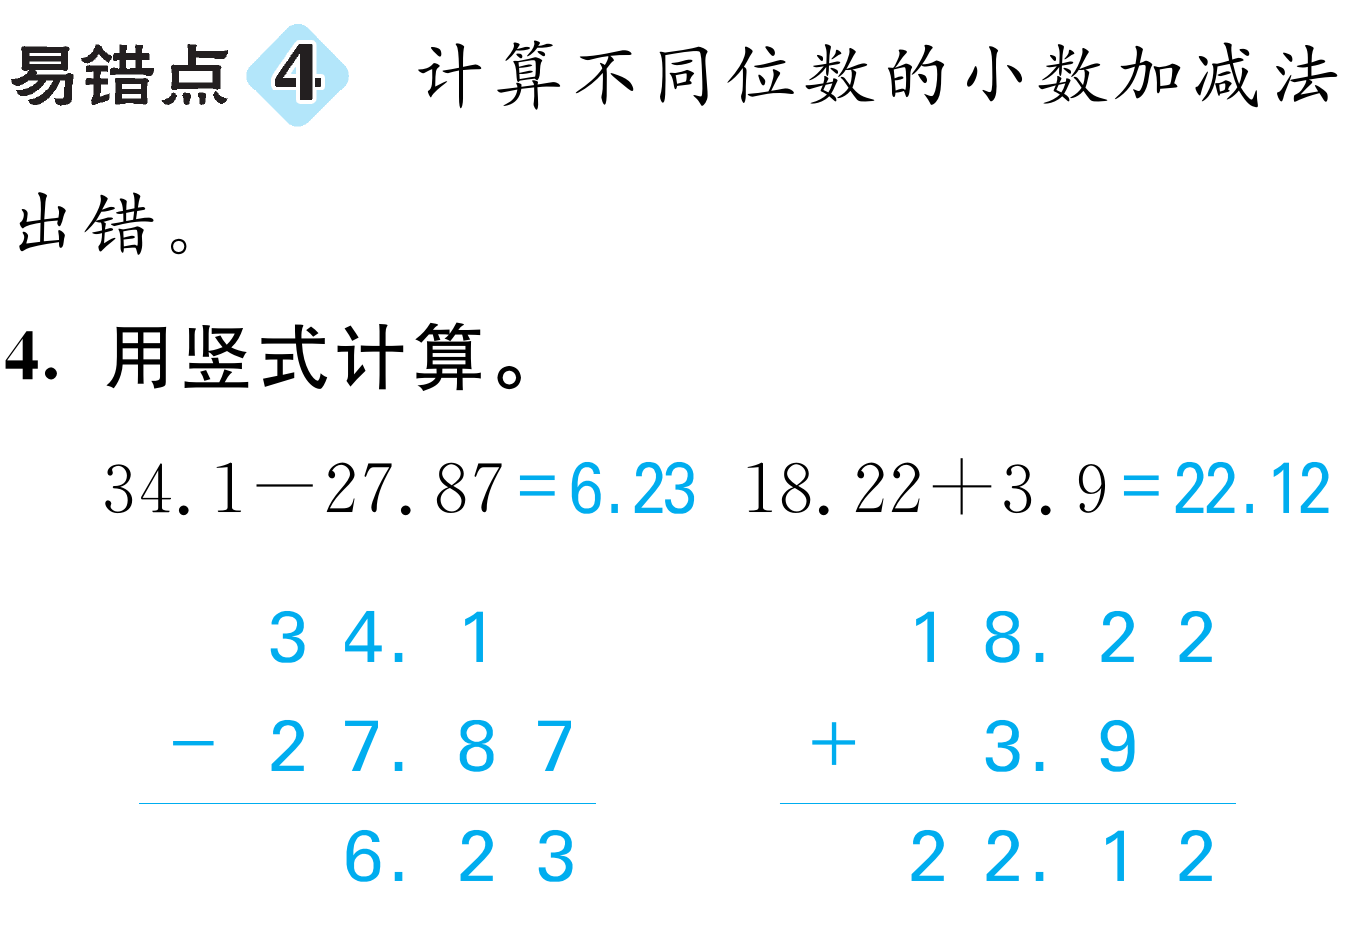 易错点4 计算不同位数的小数加减法
出错。
4. 用竖式计算。
34.1－27.87=6.23 18.22＋3.9=22.12
3 4. 1 1 8. 2 2
－ 2 7. 8 7 ＋ 3. 9
6. 2 3 2 2. 1 2